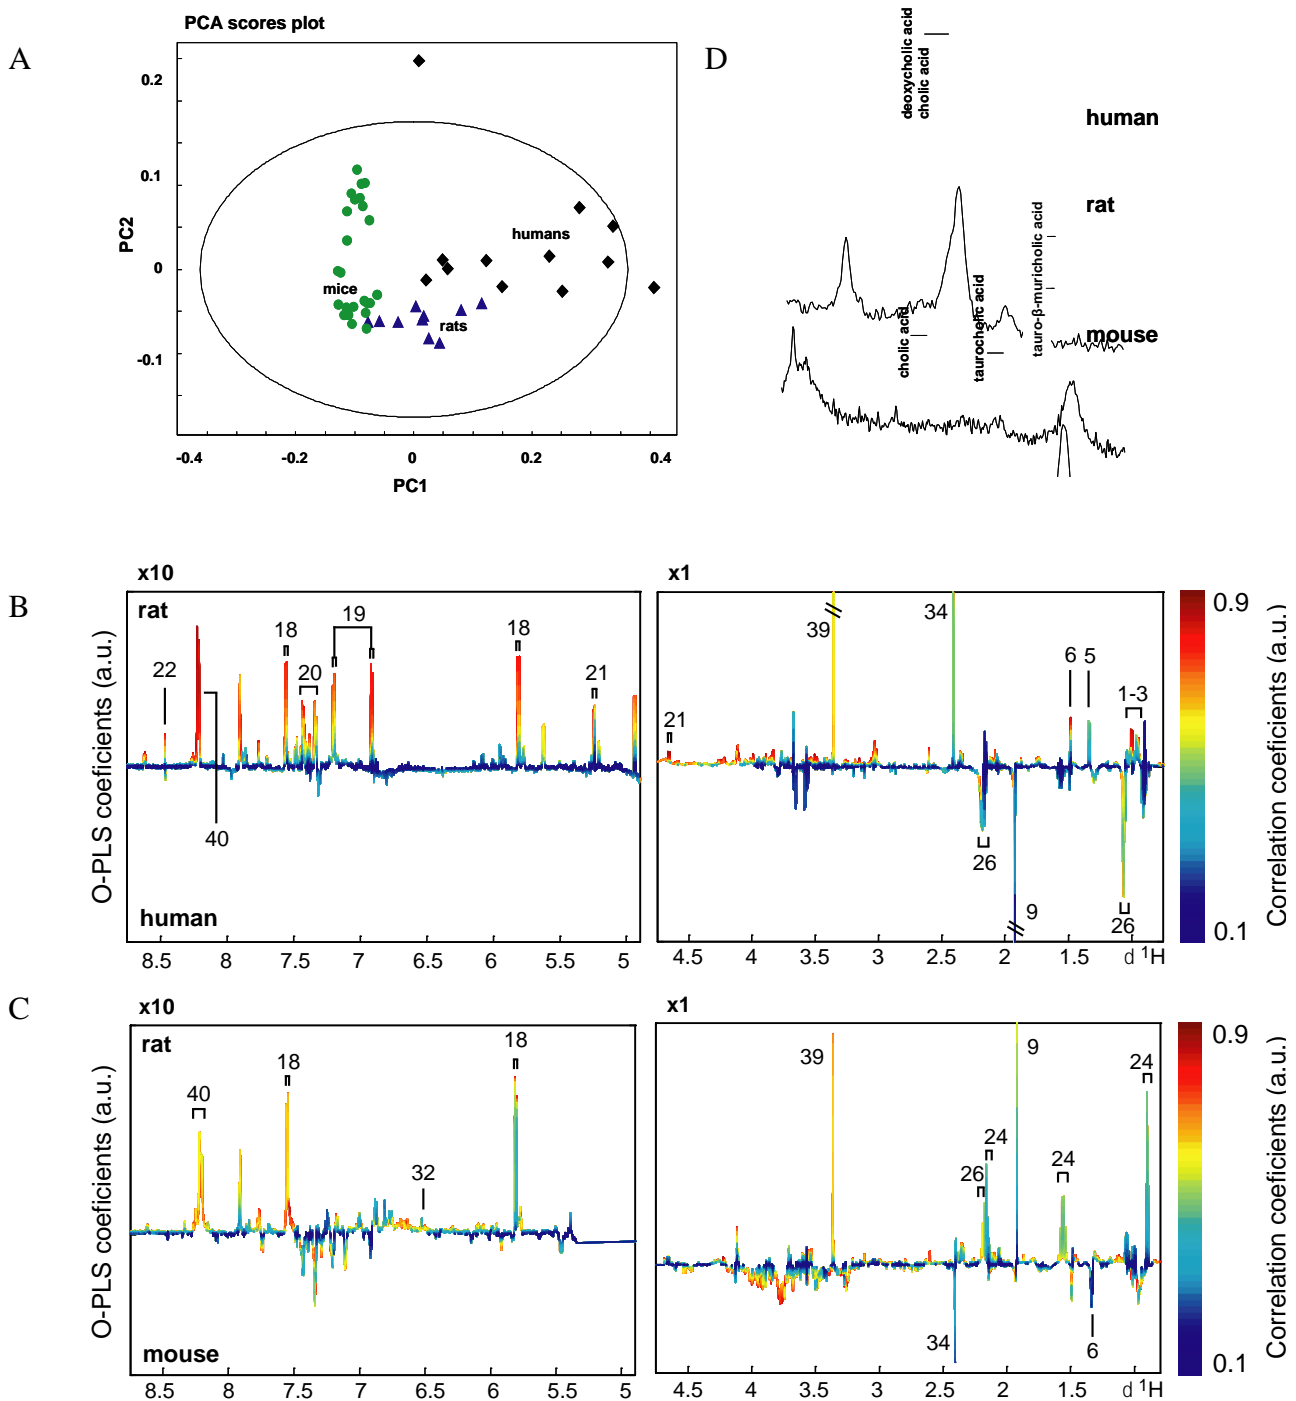 A
PCA scores plot
PC2
0.2
0.1
0
-0.1
mice
rats
humans
-0.4
-0.2
0
0.2
0.4
PC1
D
deoxycholic acid
cholic acid
human
rat
tauro-β-muricholic acid
mouse
cholic acid
taurocholic acid
B
x10
x1
O-PLS coeficients (a.u.)
rat
22
40
18
20
19
18
21
human
8.5
8
7.5
7
6.5
6
5.5
5
21
39
34
26
9
6
5
1-3
26
4.5
4
3.5
3
2.5
2
1.5
d ¹H
0.9
0.1
Correlation coeficients (a.u.)
C
x10
x1
O-PLS coeficients (a.u.)
rat
40
18
32
18
mouse
8.5
8
7.5
7
6.5
6
5.5
5
39
34
26
24
9
24
6
24
4.5
4
3.5
3
2.5
2
1.5
d ¹H
0.9
0.1
Correlation coeficients (a.u.)